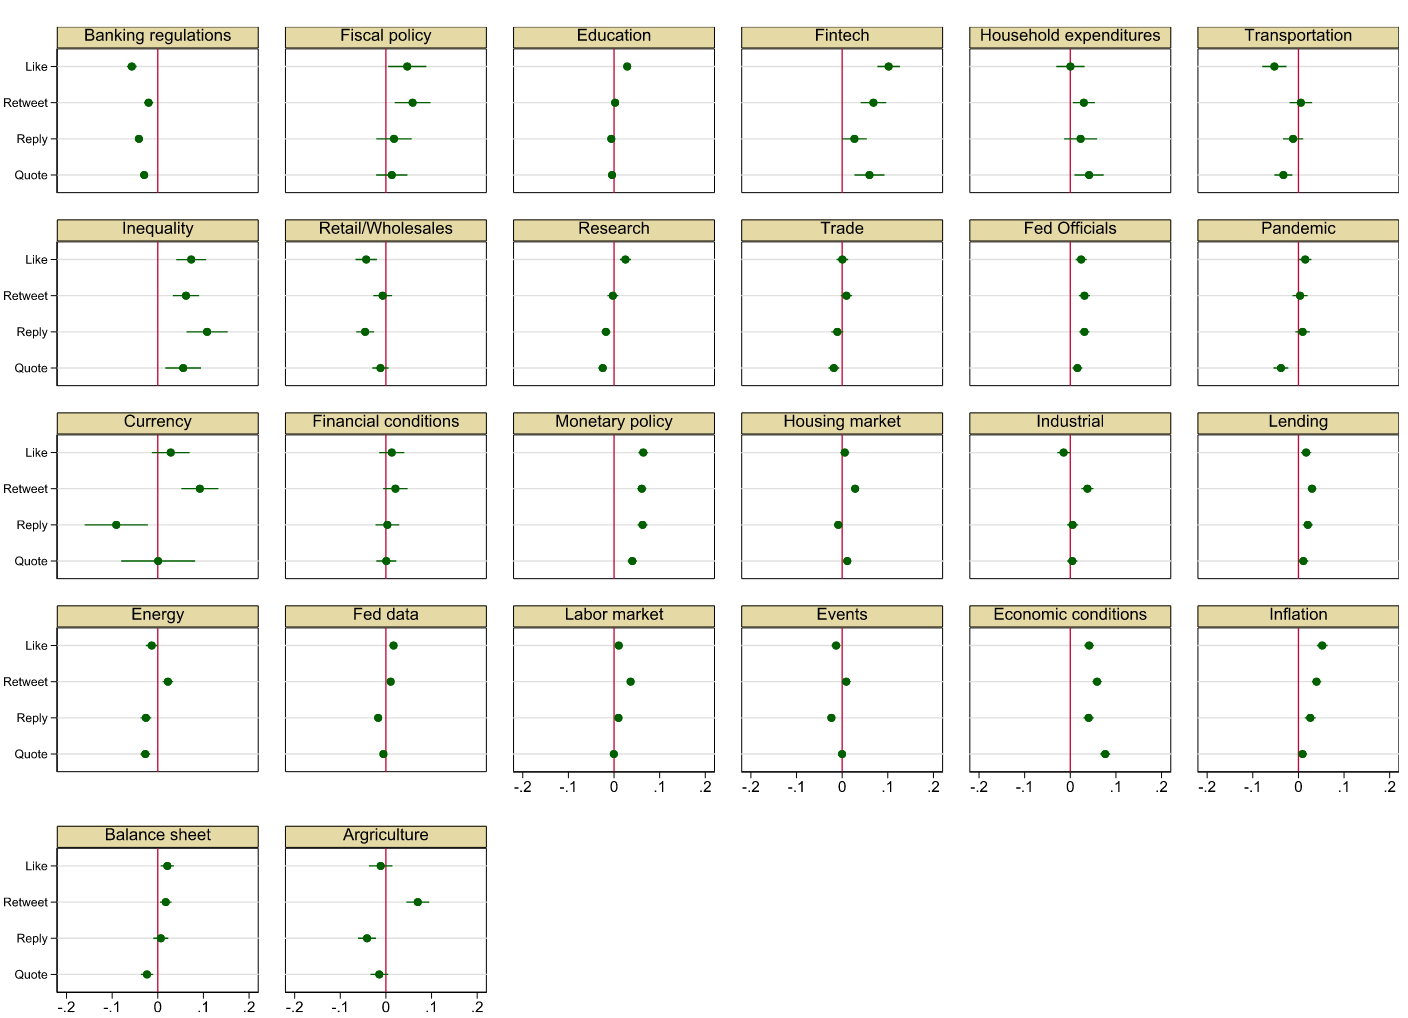 Banking regulations Fiscal policy Education Fintech Household expenditures Transportation
Like
Retweet
Reply
Quote
Inequality Retail/Wholesales Research Trade Fed Officials Pandemic
Like
Retweet
Reply
Quote
Currency Financial conditions Monetary policy Housing market Industrial Lending
Like
Retweet
Reply
Quote
Energy Fed data Labor market Events Economic conditions Inflation
Like
Retweet
Reply
Quote
-.2 -.1 0 .1 .2 -.2 -.1 0 .1 .2 -.2 -.1 0 .1 .2 -.2 -.1 0 .1 .2
Balance sheet Argriculture
Like
Retweet
Reply
Quote
-.2 -.1 0 .1 .2 -.2 -.1 0 .1 .2